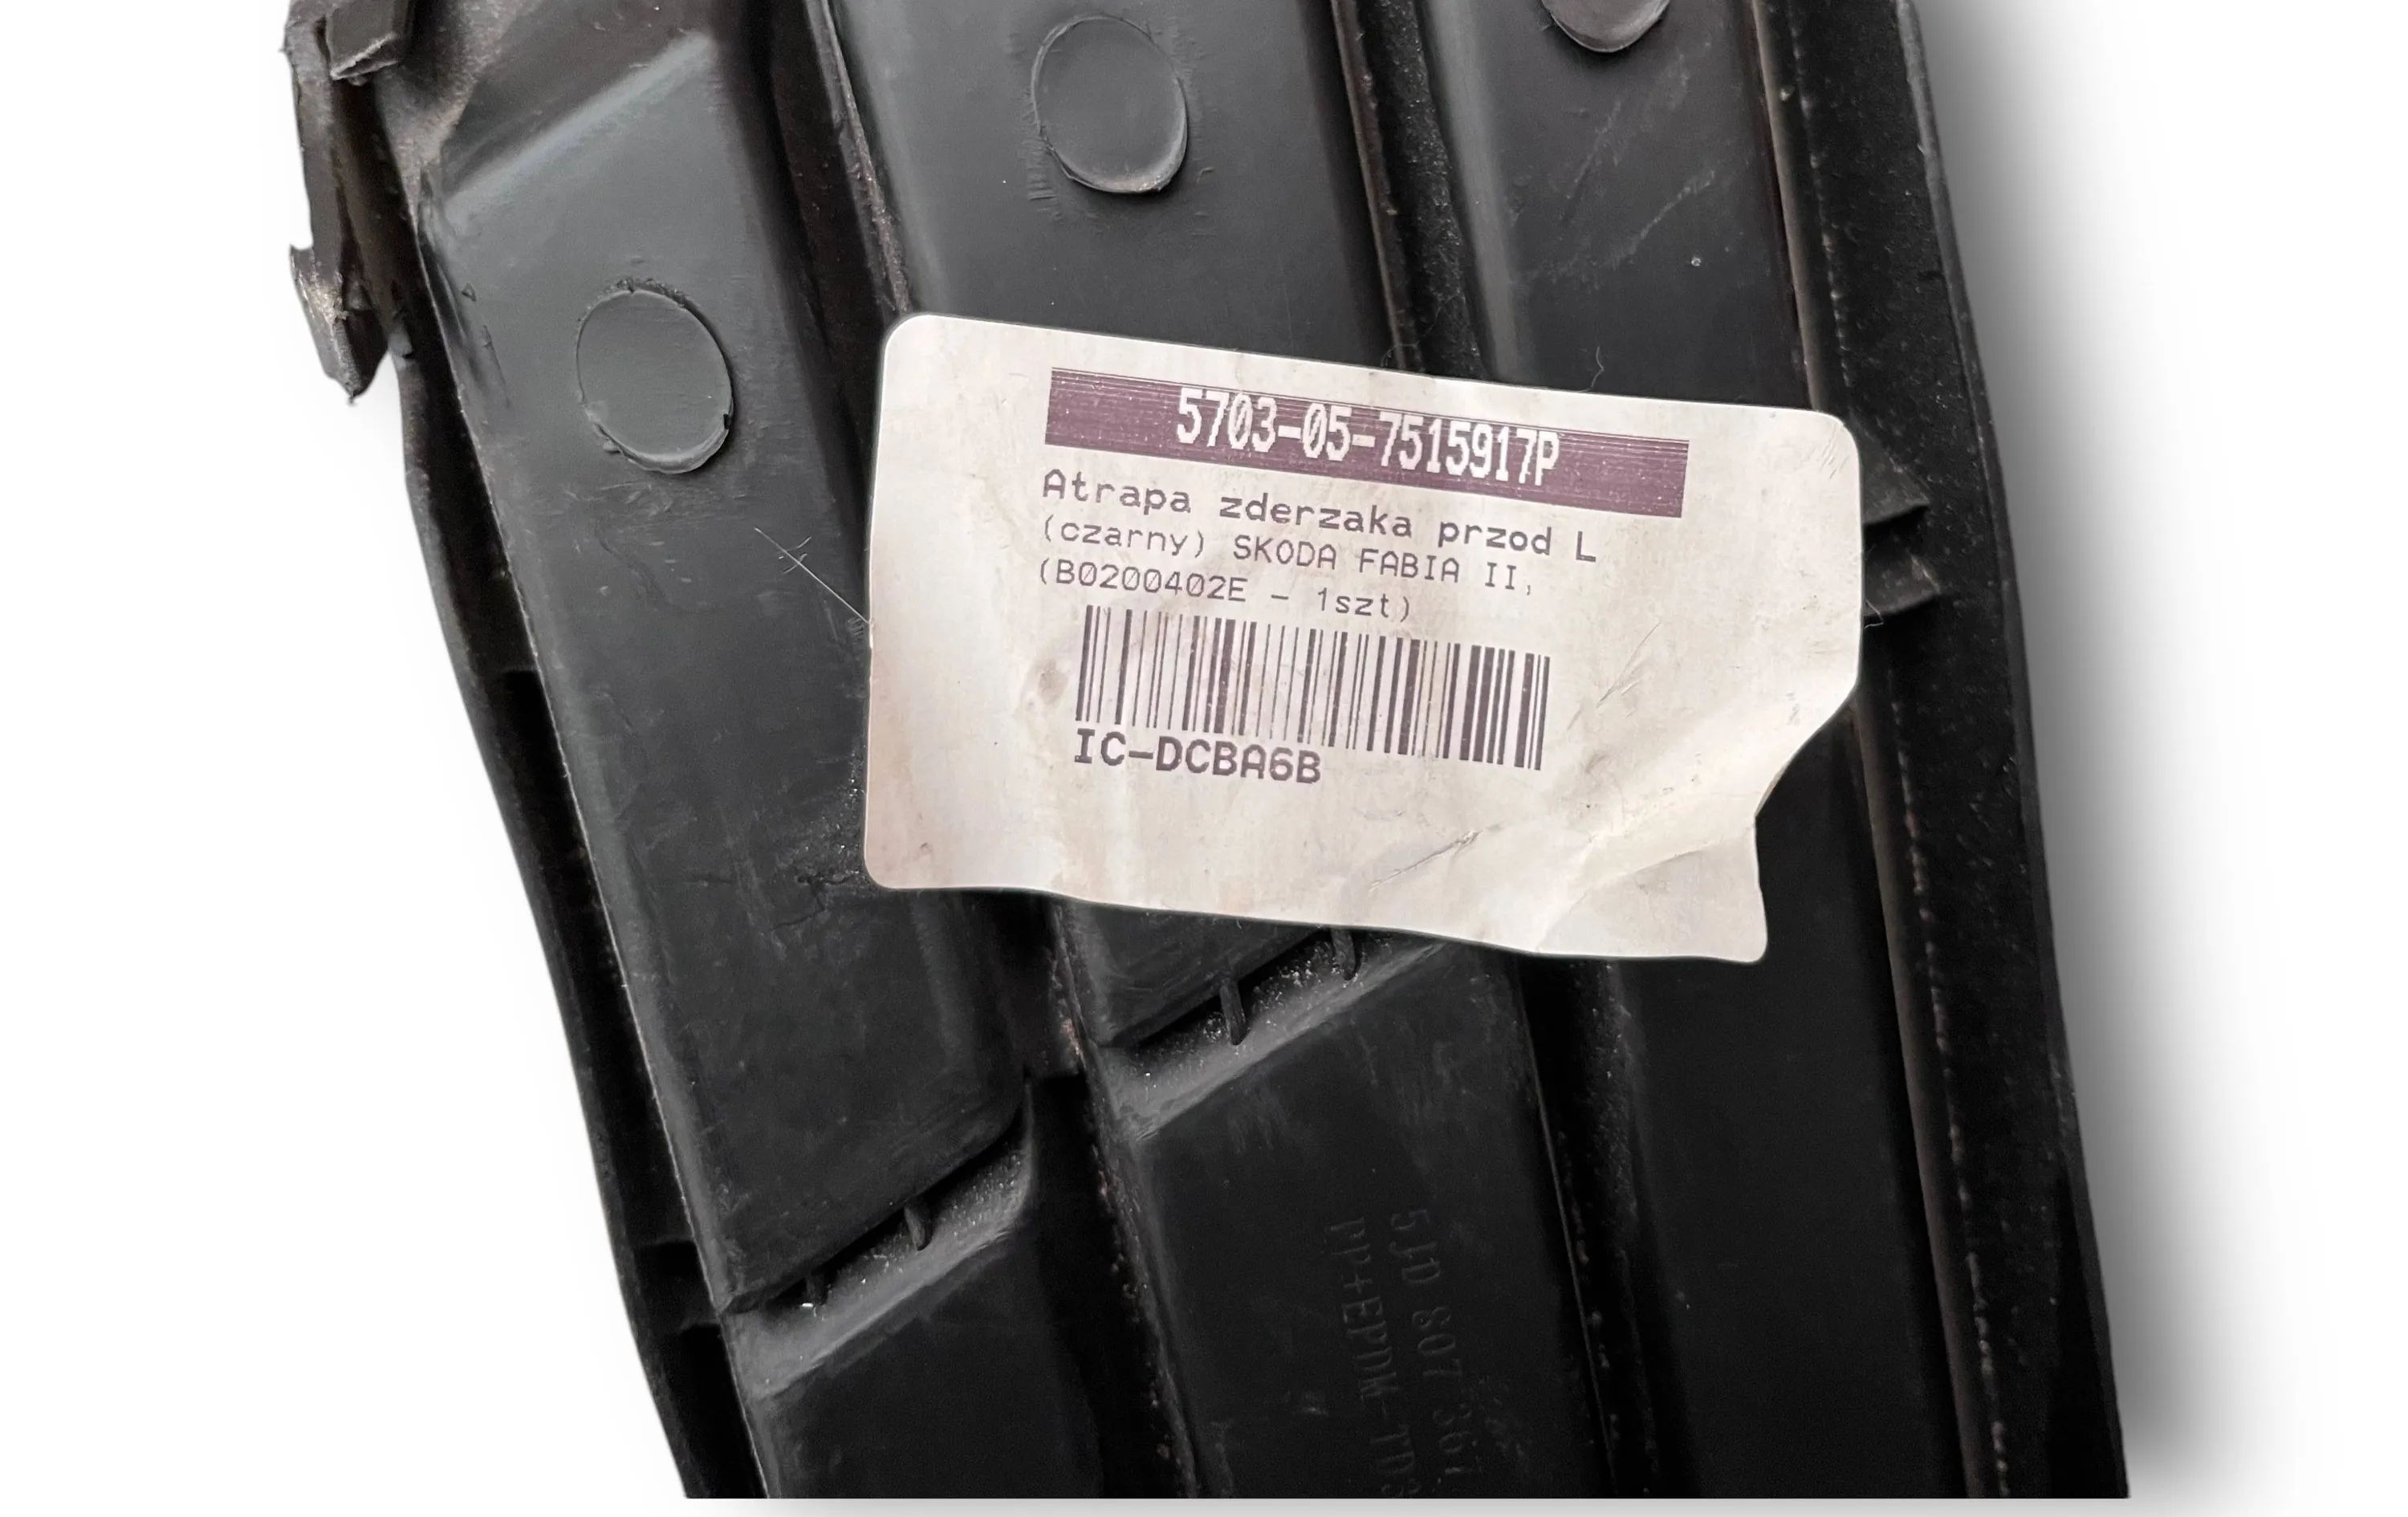 5703-05-7515917P
Atrapa zderzaka przod L
(czarny) SKODA FABIA II,
(B0200402E - 1szt)
IC-DCBA6B
5JD 807 367
PP+EPDM-TD